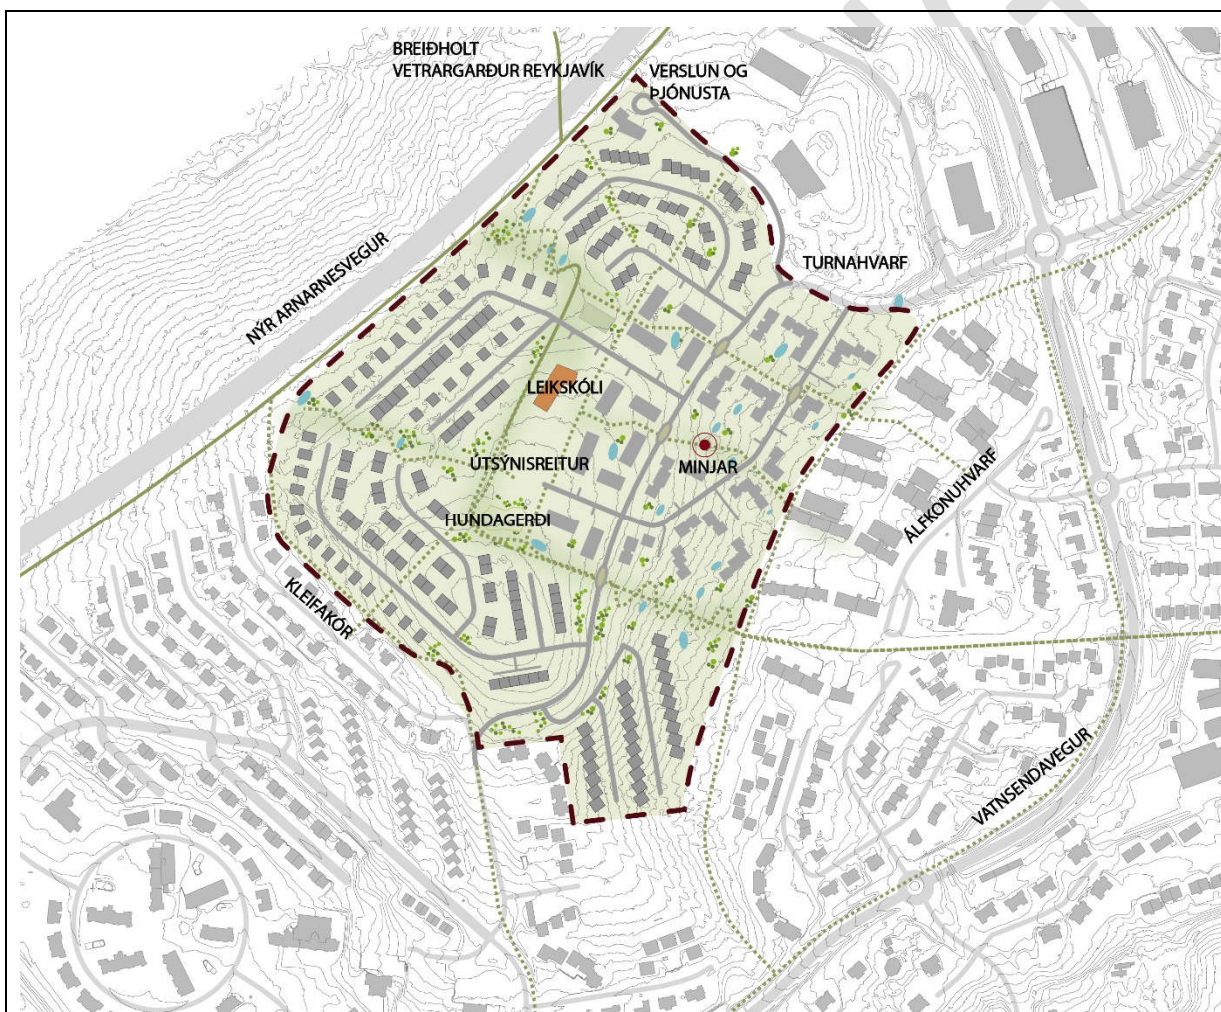 BREIÐHOLT
VETRARGARÐUR REYKJAVÍK
VERSLUN OG
ÞJÓNUSTA
NÝR ARNARNESVEGUR
TURNAHVARF
LEIKSKÓLI
ÚTSÝNISREITUR
MINJAR
HUNDAGERÐI
ÁLFKONUHVARF
KLEIFAKÓR
VATNSENDAVEGUR